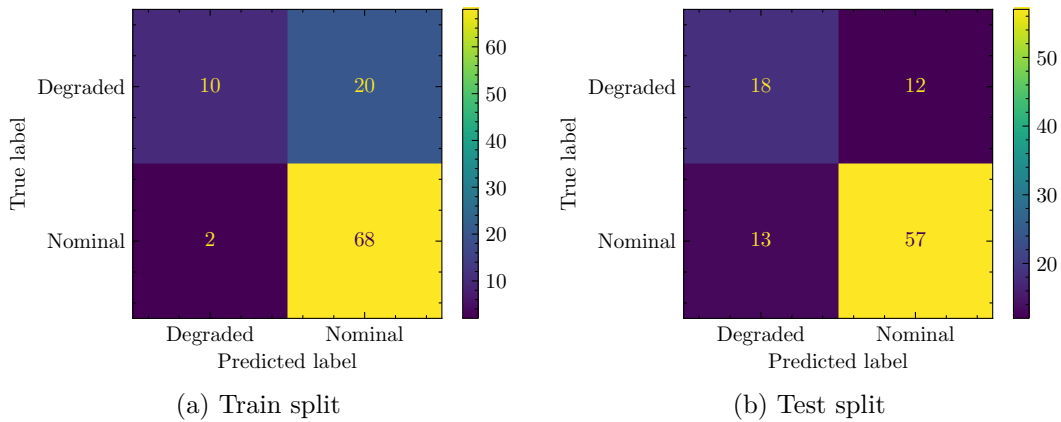 Degraded
Nominal
True label
10
20
2
68
Degraded
Nominal
Predicted label
60
50
40
30
20
10
(a) Train split
Degraded
Nominal
True label
18
12
13
57
Degraded
Nominal
Predicted label
50
40
30
20
(b) Test split